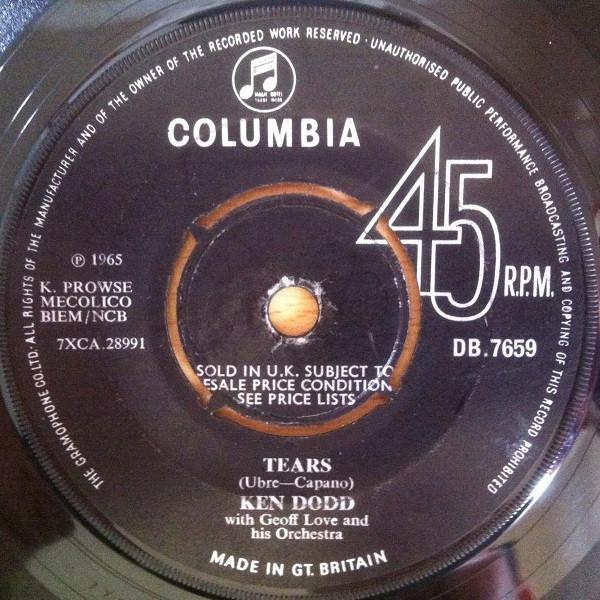 THE GRAMOPHONE CO. LTD. ALL RIGHTS OF THE MANUFACTURER AND OF THE OWNER OF THE RECORDED WORK RESERVED · UNAUTHORISED PUBLIC PERFORMANCE BROADCASTING AND COPYING OF THIS RECORD PROHIBITED
COLUMBIA
45 R.P.M.
℗ 1965
K. PROWSE
MECOLICO
BIEM/NCB
7XCA.28991
DB.7659
SOLD IN U.K. SUBJECT TO
ESALE PRICE CONDITION
SEE PRICE LISTS
TEARS
(Ubre—Capano)
KEN DODD
with Geoff Love and
his Orchestra
MADE IN GT. BRITAIN